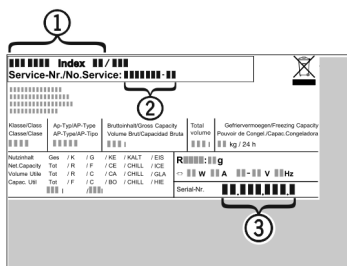 1
Index /
Service-Nr./No.Service: -
2
Klasse/Class Ap-Typ/AP-Type Bruttoinhalt/Gross Capacity Total Gefriervermoegen/Freezing Capacity
Classe/Clase AP-Type/AP-Tipo Volume Brut/Capacidad Bruta volume Pouvoir de Congel./Capac.Congeladora
l l kg / 24 h
Nutzinhalt Ges / K / G / KE / KALT / EIS
Net.Capacity Tot / R / F / CE / CHILL / ICE
Volume Utile Tot / R / C / CA / CHILL / GLA
Capac. Util Tot / F / C / BO / CHILL / HIE
l / l
R : g
W A - V Hz
Serial-Nr. . . .
3